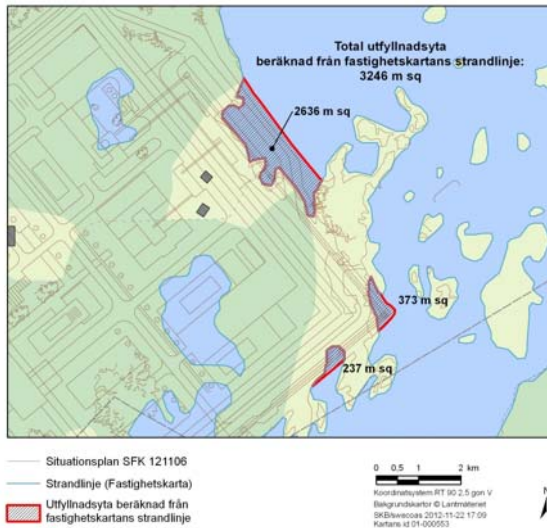 Total utfyllnadsyta
beräknad från fastighetskartans strandlinje:
3246 m sq
2636 m sq
373 m sq
237 m sq
Situationsplan SFK 121106
Strandlinje (Fastighetskarta)
Utfyllnadsyta beräknad från
fastighetskartans strandlinje
0 0.5 1 2 km
Koordinatsystem:RT 90 2,5 gon V
Bakgrundskartor © Lantmäteriet
SKB/swecoas 2012-11-22 17:09
Kartans id 01-000553
N